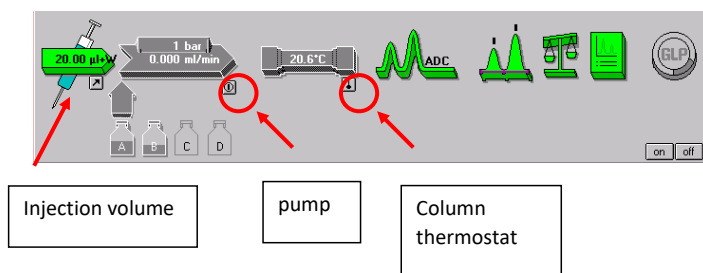 20.00 µl+W
1 bar
0.000 ml/min
20.6°C
ADC
GLP
A B C D
on off
Injection volume
pump
Column
thermostat